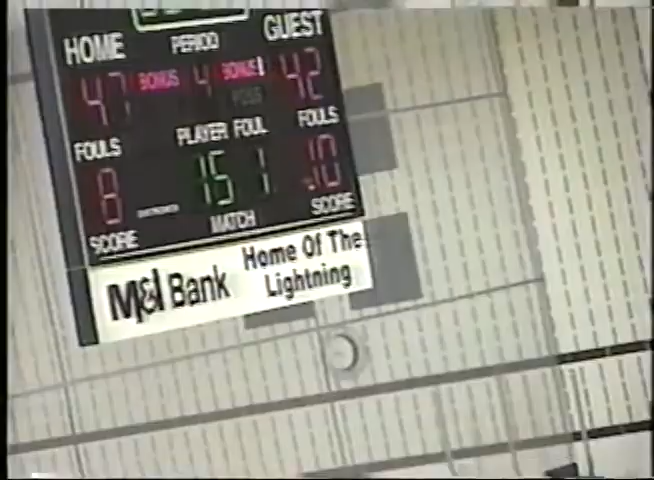 HOME PERIOD GUEST
47 BONUS 4 BONUS 42
POSS
FOULS PLAYER FOUL FOULS
8 15 1 10
SCORE MATCH SCORE
M&I Bank Home Of The
Lightning